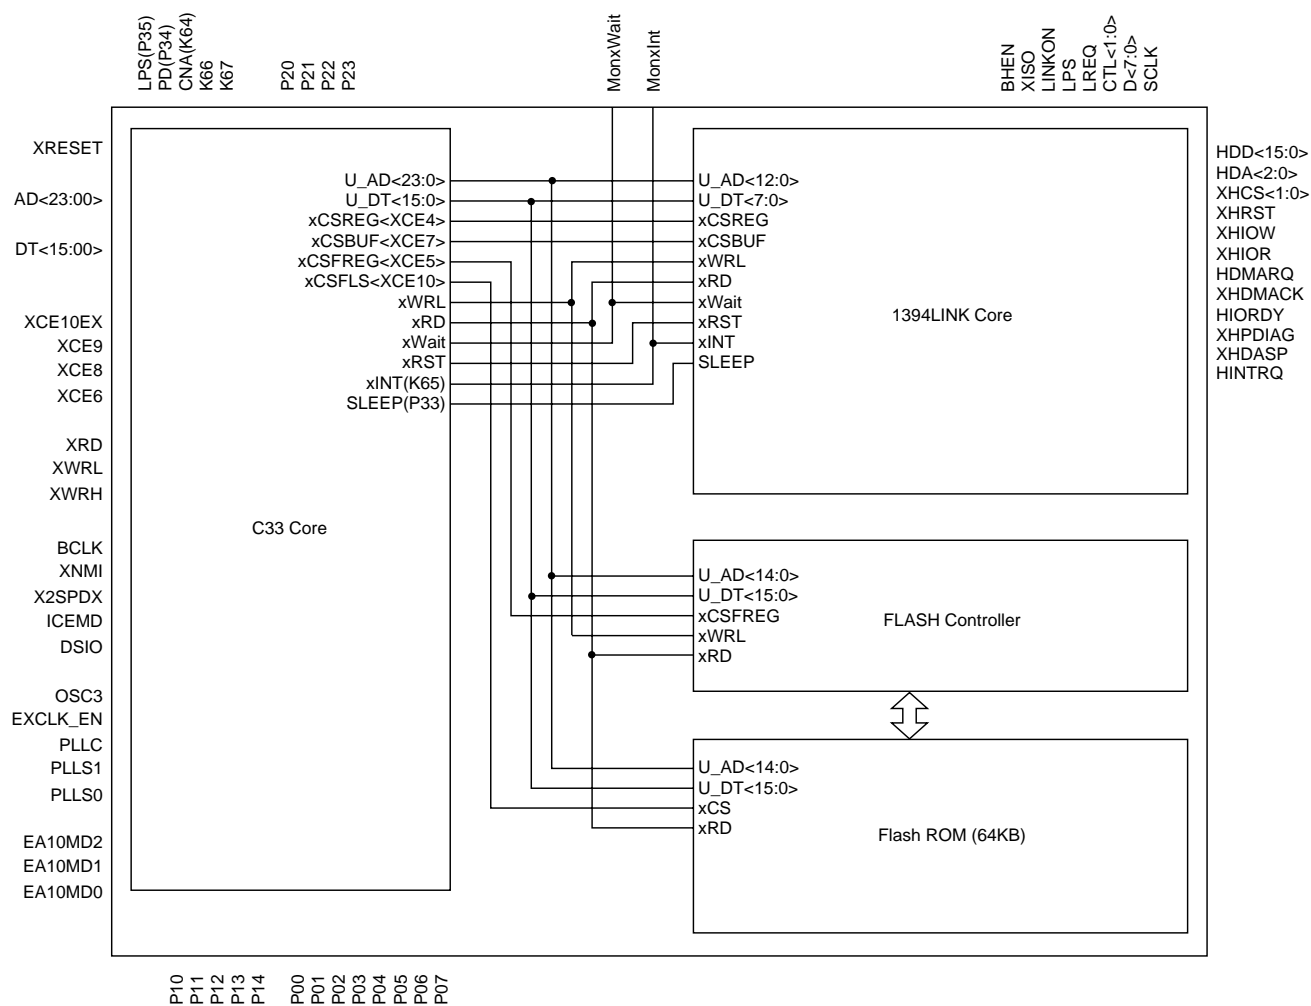 LPS(P35)
PD(P34)
CNA(K64)
K66
K67
P20
P21
P22
P23
MonxWait
MonxInt
BHEN
XISO
LINKON
LPS
LREQ
CTL<1:0>
D<7:0>
SCLK
XRESET
AD<23:00>
DT<15:00>
XCE10EX
XCE9
XCE8
XCE6
XRD
XWRL
XWRH
BCLK
XNMI
X2SPDX
ICEMD
DSIO
OSC3
EXCLK_EN
PLLC
PLLS1
PLLS0
EA10MD2
EA10MD1
EA10MD0
U_AD<23:0>
U_DT<15:0>
xCSREG<XCE4>
xCSBUF<XCE7>
xCSFREG<XCE5>
xCSFLS<XCE10>
xWRL
xRD
xWait
xRST
xINT(K65)
SLEEP(P33)
C33 Core
U_AD<12:0>
U_DT<7:0>
xCSREG
xCSBUF
xWRL
xRD
xWait
xRST
xINT
SLEEP
1394LINK Core
U_AD<14:0>
U_DT<15:0>
xCSFREG
xWRL
xRD
FLASH Controller
U_AD<14:0>
U_DT<15:0>
xCS
xRD
Flash ROM (64KB)
HDD<15:0>
HDA<2:0>
XHCS<1:0>
XHRST
XHIOW
XHIOR
HDMARQ
XHDMACK
HIORDY
XHPDIAG
XHDASP
HINTRQ
P10
P11
P12
P13
P14
P00
P01
P02
P03
P04
P05
P06
P07